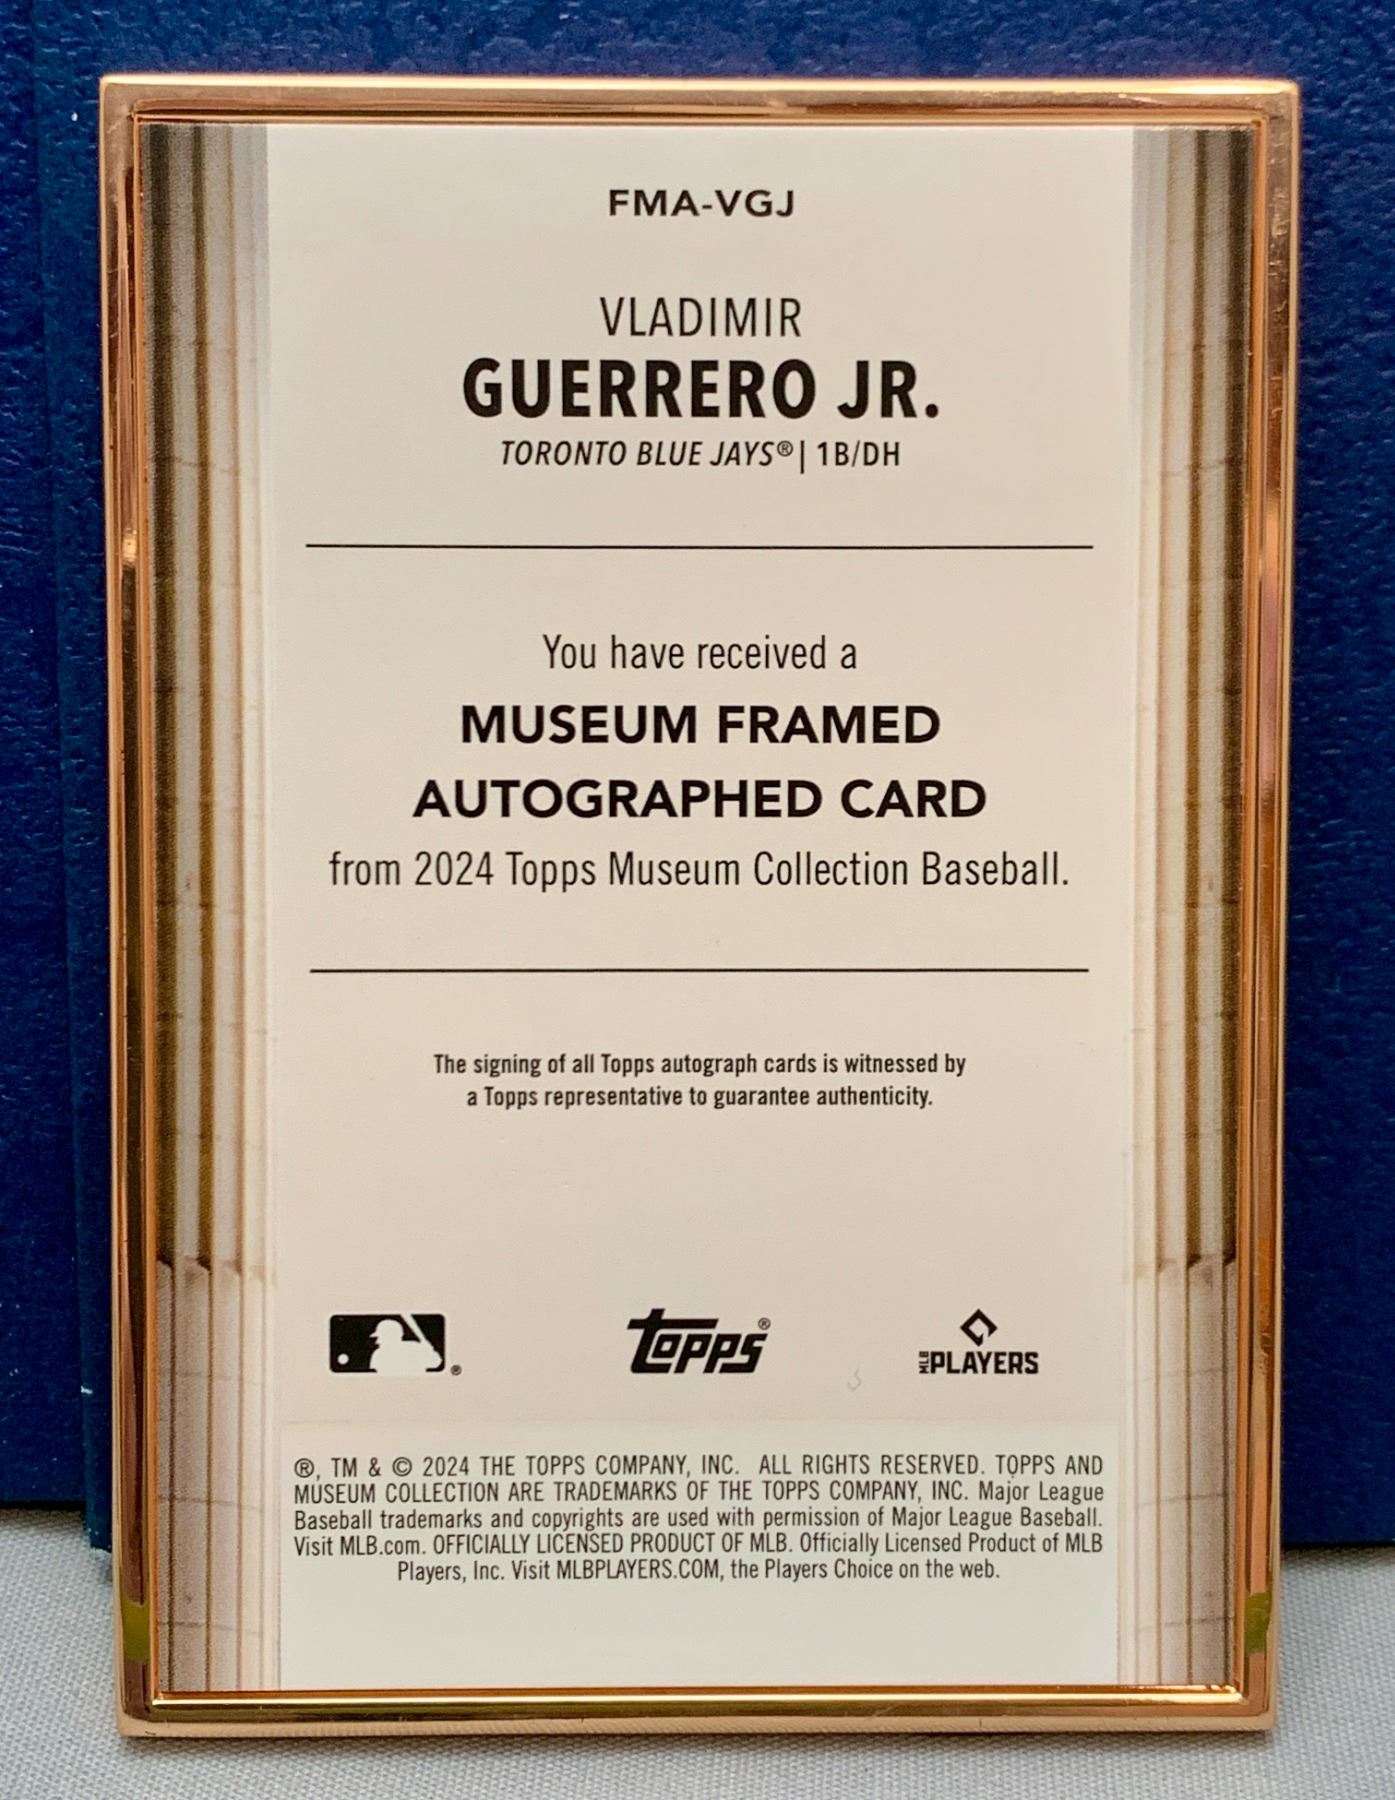 FMA-VGJ
VLADIMIR
GUERRERO JR.
TORONTO BLUE JAYS® | 1B/DH
You have received a
MUSEUM FRAMED
AUTOGRAPHED CARD
from 2024 Topps Museum Collection Baseball.
The signing of all Topps autograph cards is witnessed by
a Topps representative to guarantee authenticity.
® topps® MLB PLAYERS
®, TM & © 2024 THE TOPPS COMPANY, INC. ALL RIGHTS RESERVED. TOPPS AND
MUSEUM COLLECTION ARE TRADEMARKS OF THE TOPPS COMPANY, INC. Major League
Baseball trademarks and copyrights are used with permission of Major League Baseball.
Visit MLB.com. OFFICIALLY LICENSED PRODUCT OF MLB. Officially Licensed Product of MLB
Players, Inc. Visit MLBPLAYERS.COM, the Players Choice on the web.